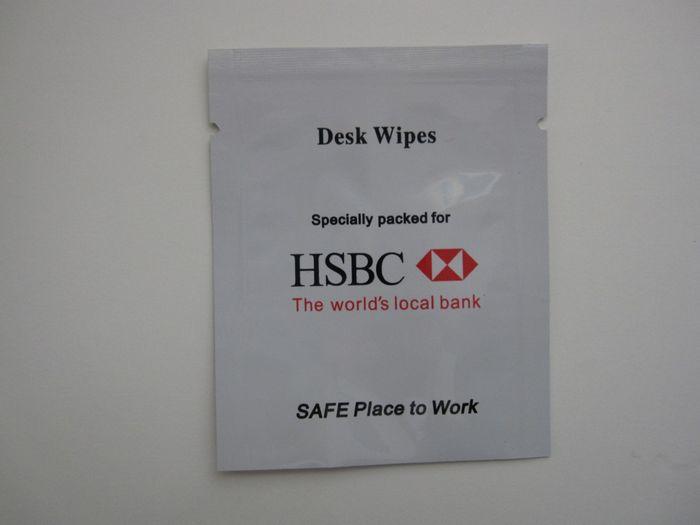 Desk Wipes
Specially packed for
HSBC
The world's local bank
SAFE Place to Work